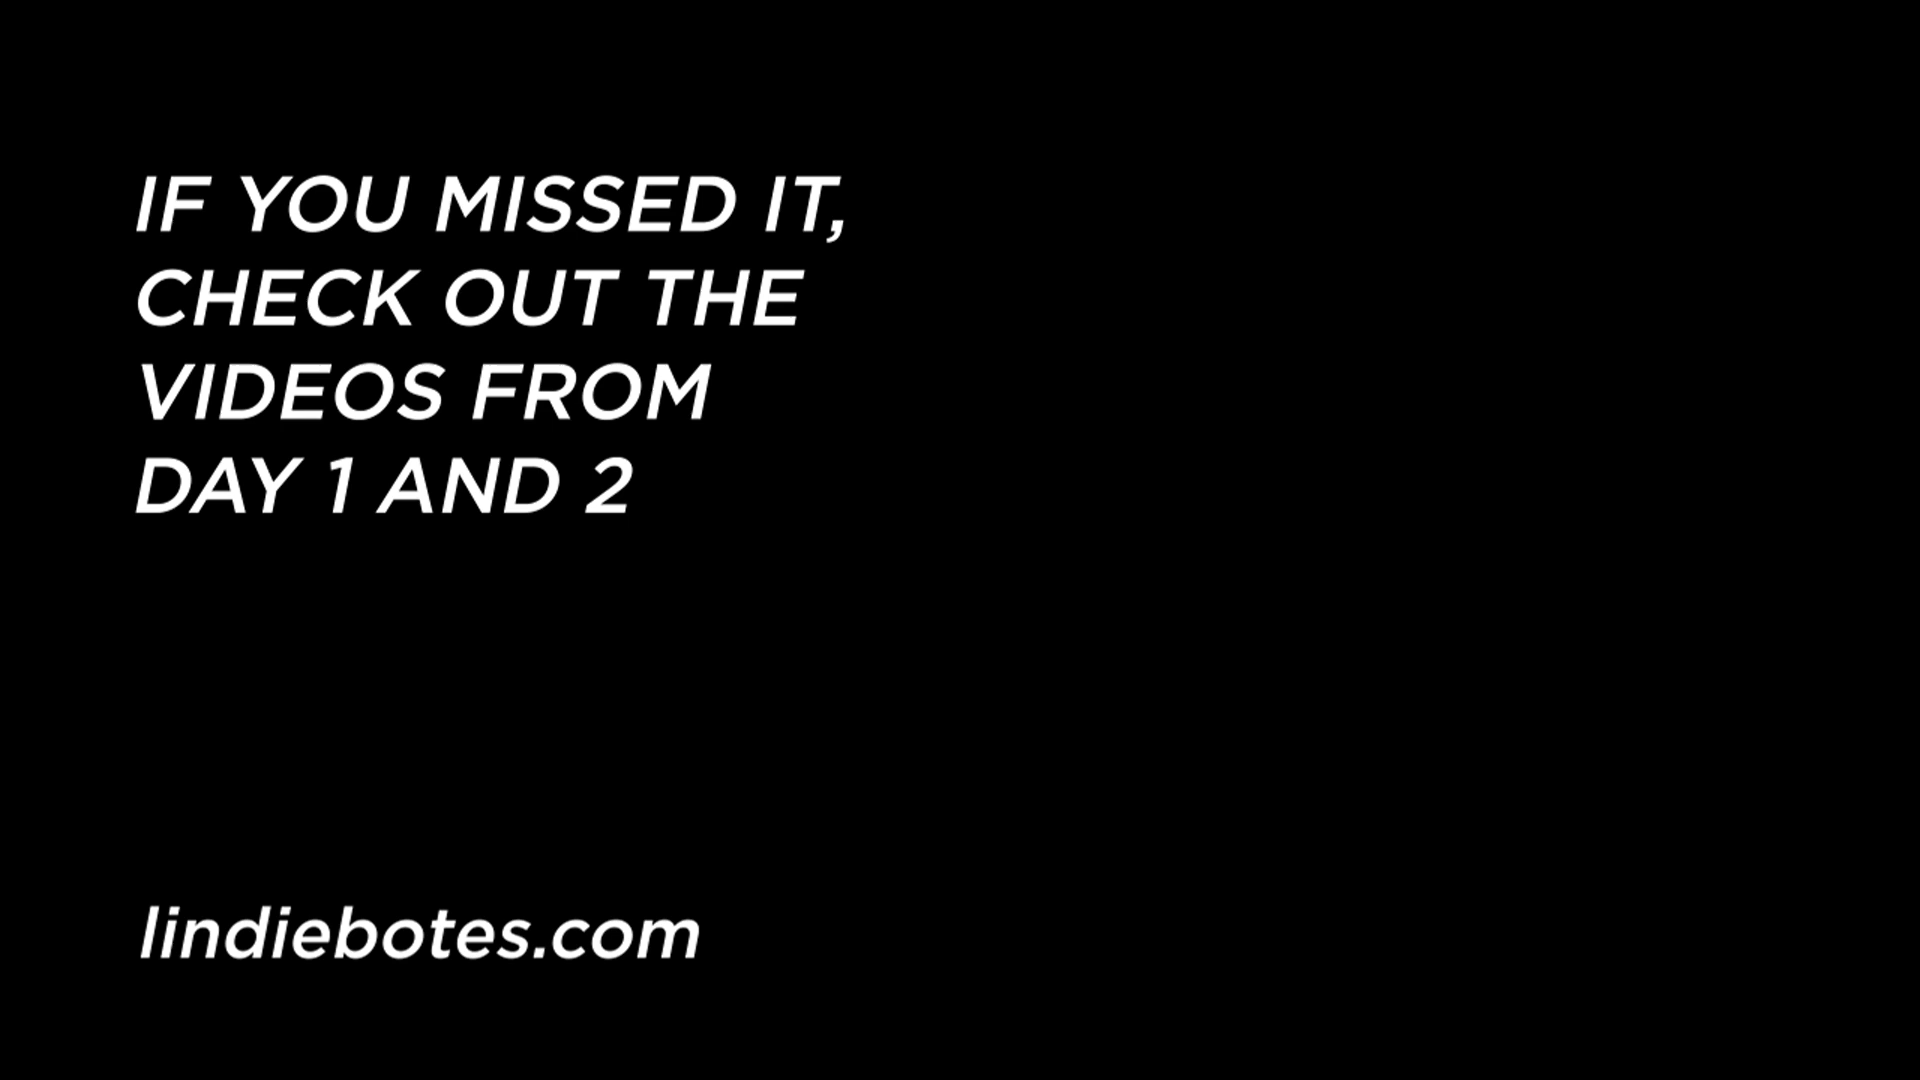 IF YOU MISSED IT,
CHECK OUT THE
VIDEOS FROM
DAY 1 AND 2
lindiebotes.com